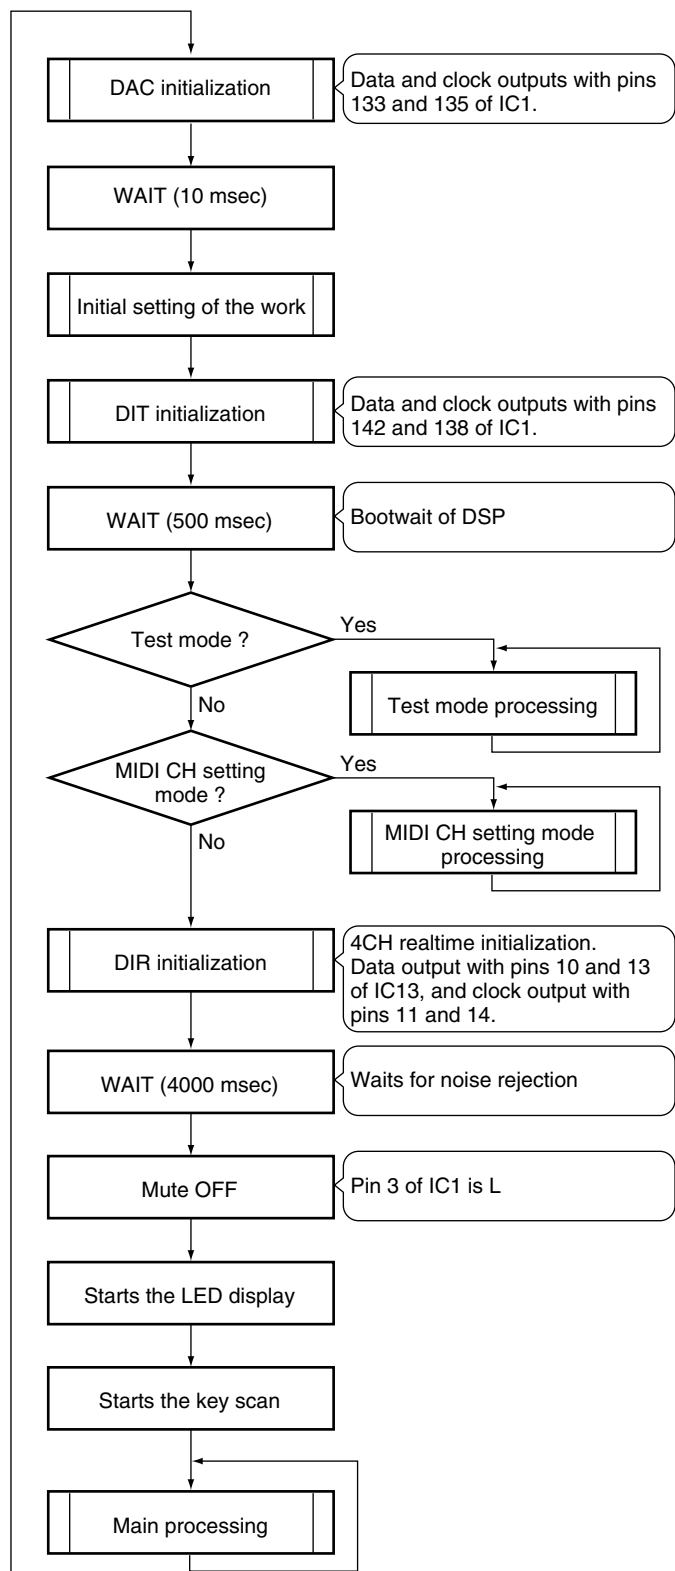 DAC initialization
Data and clock outputs with pins
133 and 135 of IC1.
WAIT (10 msec)
Initial setting of the work
DIT initialization
Data and clock outputs with pins
142 and 138 of IC1.
WAIT (500 msec)
Bootwait of DSP
Test mode ?
Yes
Test mode processing
No
MIDI CH setting
mode ?
Yes
MIDI CH setting mode
processing
No
DIR initialization
4CH realtime initialization.
Data output with pins 10 and 13
of IC13, and clock output with
pins 11 and 14.
WAIT (4000 msec)
Waits for noise rejection
Mute OFF
Pin 3 of IC1 is L
Starts the LED display
Starts the key scan
Main processing